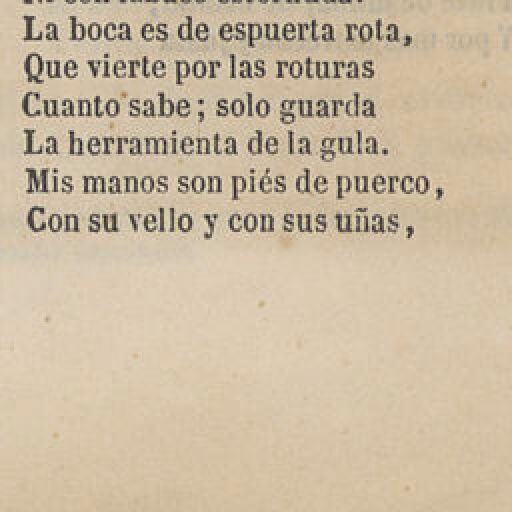 La boca es de espuerta rota,
Que vierte por las roturas
Cuanto sabe; solo guarda
La herramienta de la gula.
Mis manos son piés de puerco,
Con su vello y con sus uñas,